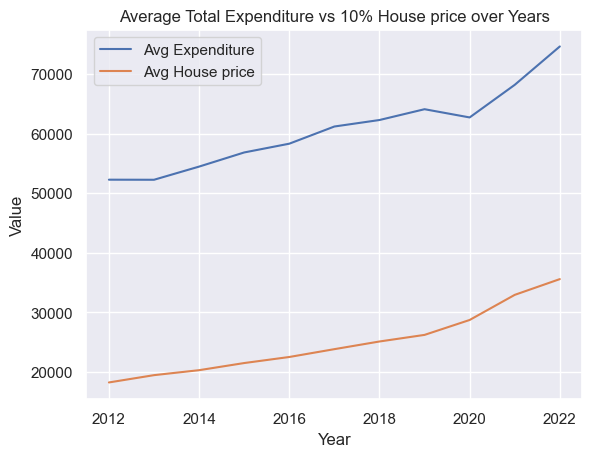 Average Total Expenditure vs 10% House price over Years
Avg Expenditure
Avg House price
70000
60000
50000
40000
30000
20000
Value
2012 2014 2016 2018 2020 2022
Year